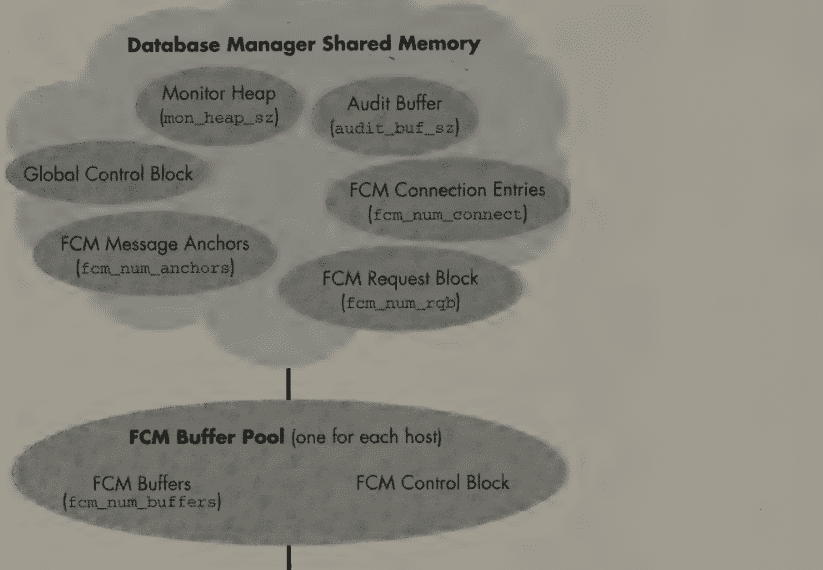 Database Manager Shared Memory
Monitor Heap
(mon_heap_sz)
Audit Buffer
(audit_buf_sz)
Global Control Block
FCM Connection Entries
(fcm_num_connect)
FCM Message Anchors
(fcm_num_anchors)
FCM Request Block
(fcm_num_rqb)
FCM Buffer Pool (one for each host)
FCM Buffers
(fcm_num_buffers)
FCM Control Block